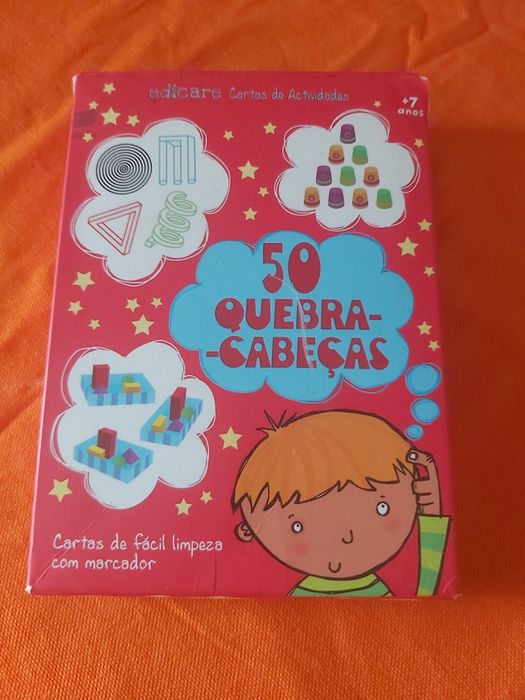 edicare Cartas de Actividades
+7
anos
50
QUEBRA-
-CABEÇAS
Cartas de fácil limpeza
com marcador